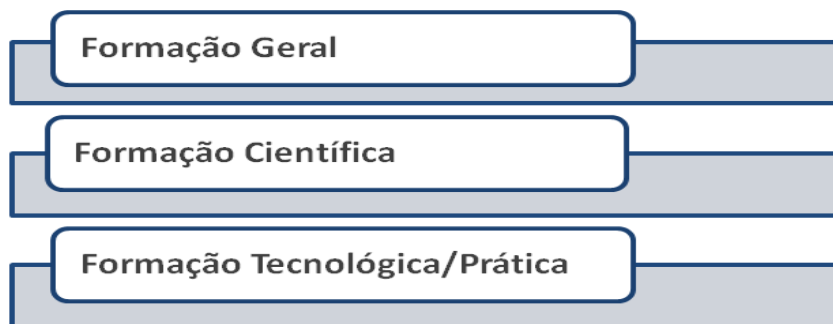 Formação Geral
Formação Científica
Formação Tecnológica/Prática